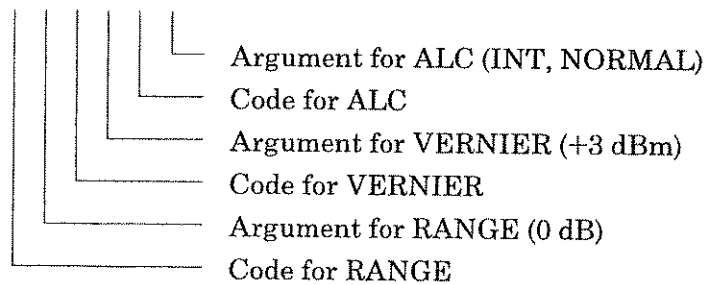 Argument for ALC (INT, NORMAL)
Code for ALC
Argument for VERNIER (+3 dBm)
Code for VERNIER
Argument for RANGE (0 dB)
Code for RANGE